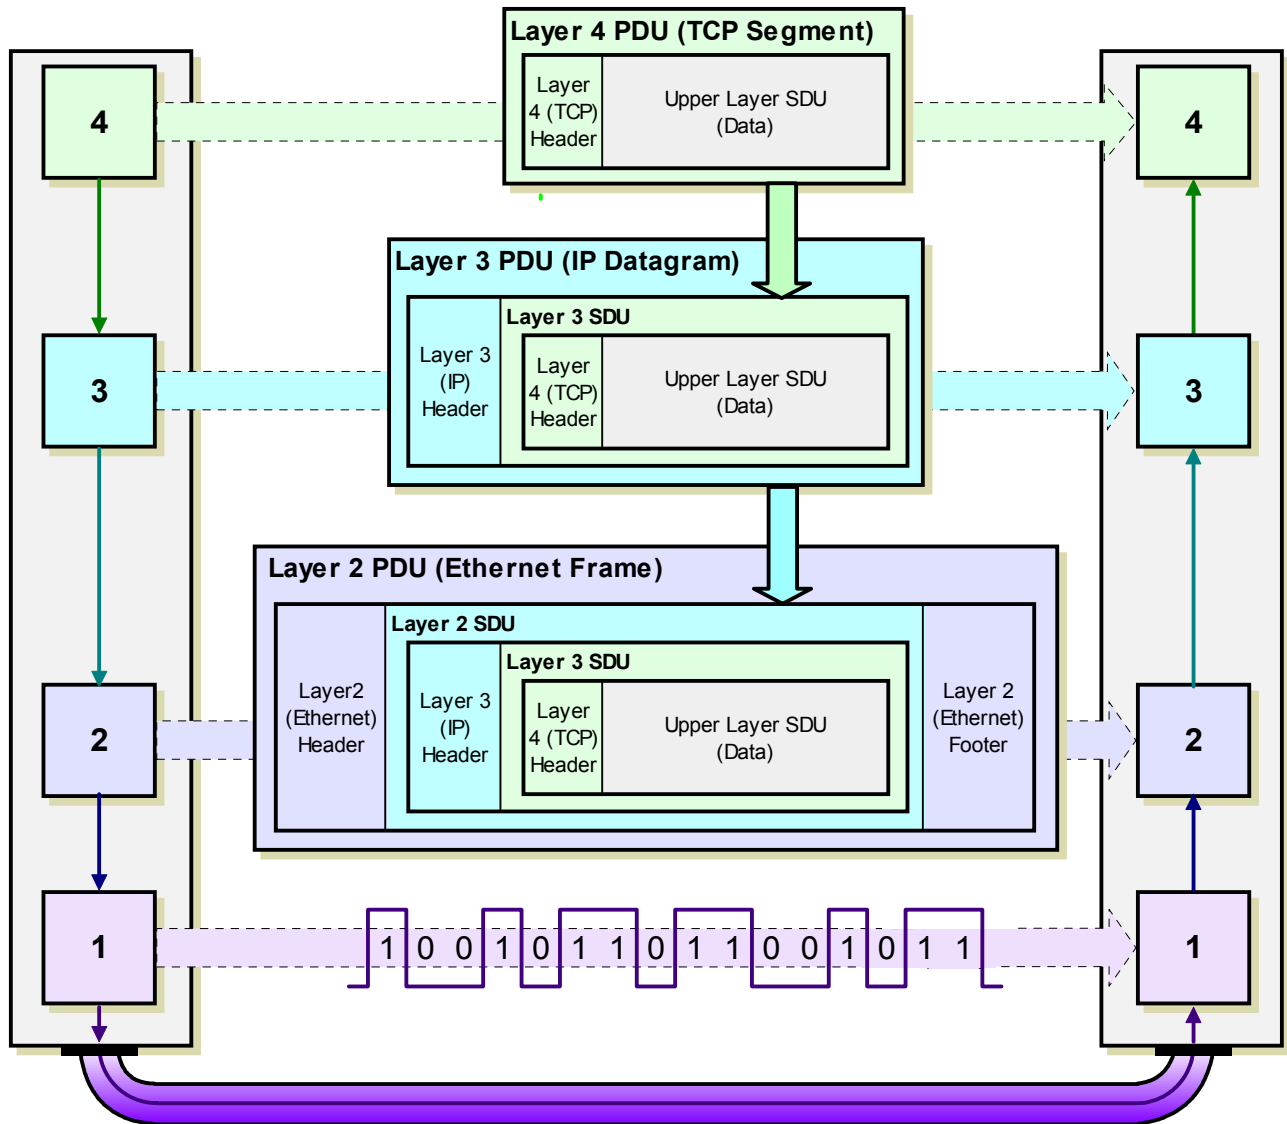 Layer 4 PDU (TCP Segment)
4
Layer
4 (TCP)
Header
Upper Layer SDU
(Data)
4
Layer 3 PDU (IP Datagram)
3
Layer 3
(IP)
Header
Layer 3 SDU
Layer
4 (TCP)
Header
Upper Layer SDU
(Data)
3
Layer 2 PDU (Ethernet Frame)
2
Layer2
(Ethernet)
Header
Layer 2 SDU
Layer 3
(IP)
Header
Layer 3 SDU
Layer
4 (TCP)
Header
Upper Layer SDU
(Data)
Layer 2
(Ethernet)
Footer
2
1
1 0 0 1 0 1 1 0 1 1 0 0 1 0 1 1
1